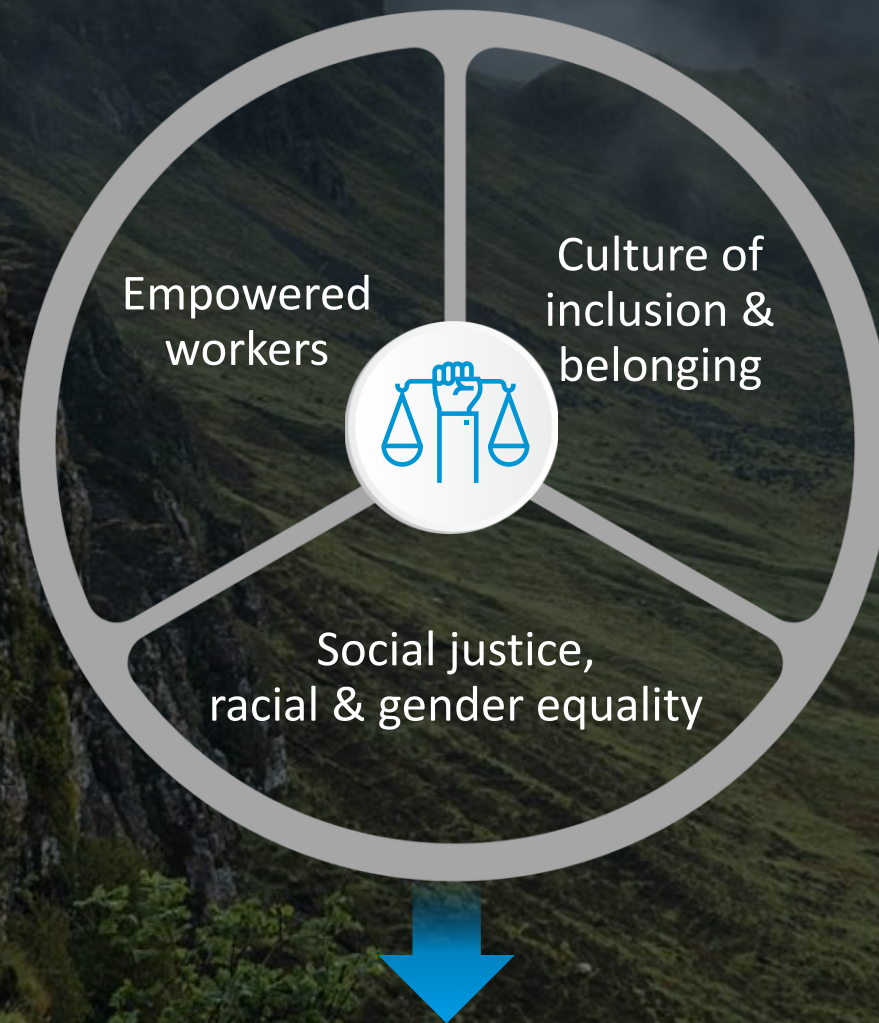 Empowered
workers
Culture of
inclusion &
belonging
Social justice,
racial & gender equality